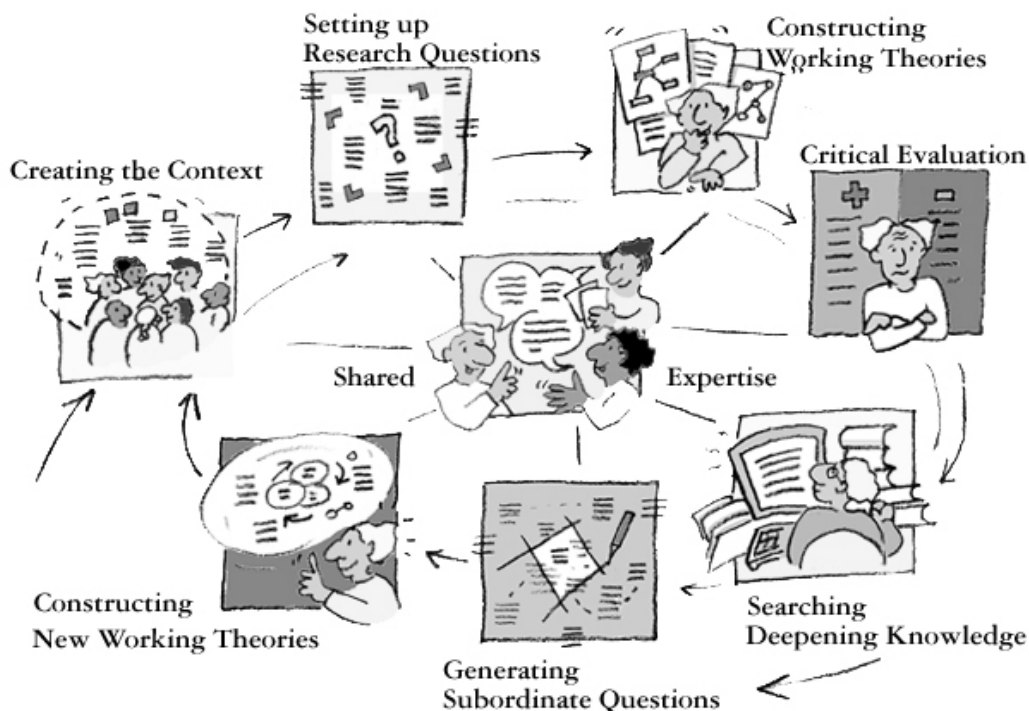 Setting up
Research Questions
Constructing
Working Theories
Creating the Context
Critical Evaluation
Shared
Expertise
Constructing
New Working Theories
Searching
Deepening Knowledge
Generating
Subordinate Questions